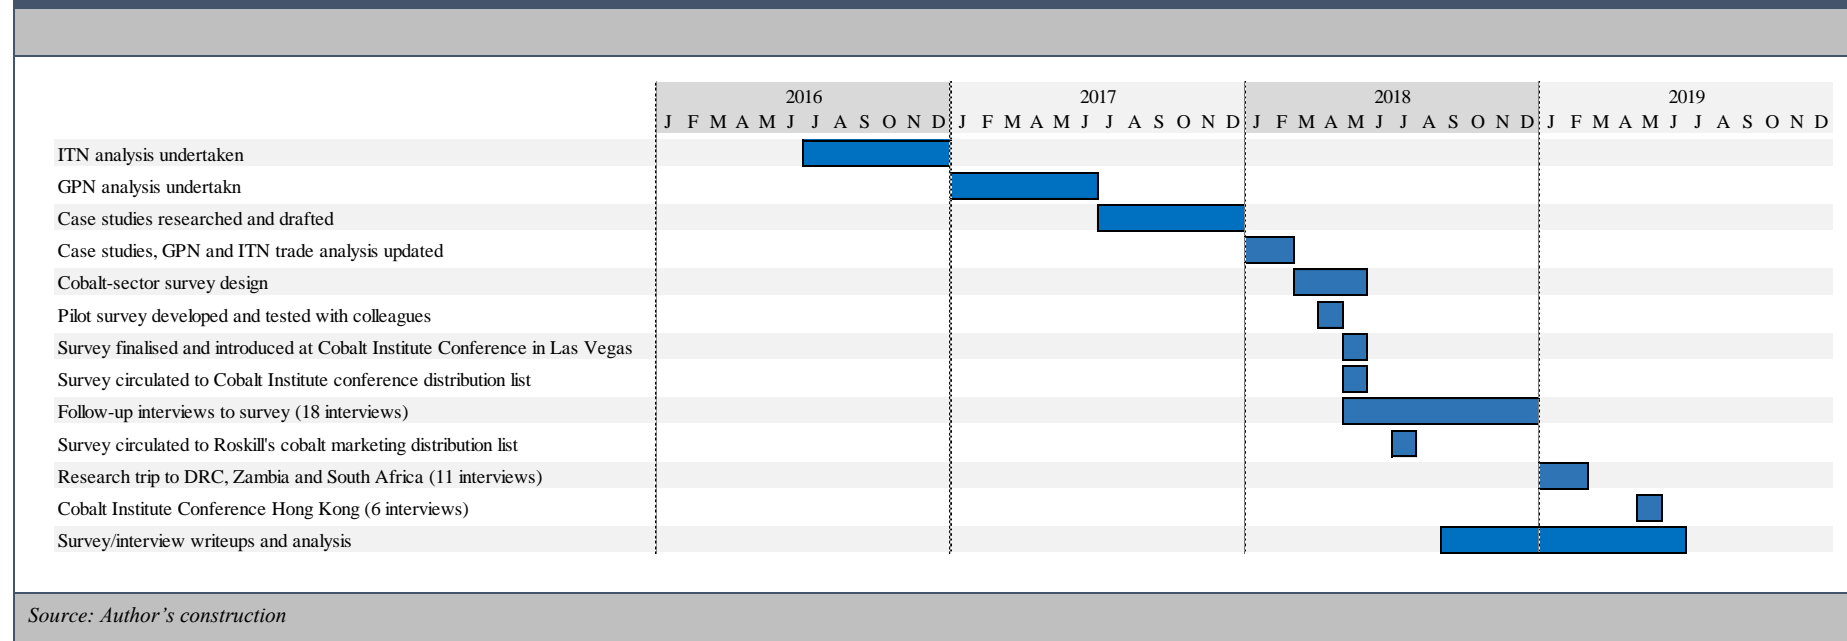 2016 2017 2018 2019
J F M A M J J A S O N D J F M A M J J A S O N D J F M A M J J A S O N D J F M A M J J A S O N D
ITN analysis undertaken
GPN analysis undertakn
Case studies researched and drafted
Case studies, GPN and ITN trade analysis updated
Cobalt-sector survey design
Pilot survey developed and tested with colleagues
Survey finalised and introduced at Cobalt Institute Conference in Las Vegas
Survey circulated to Cobalt Institute conference distribution list
Follow-up interviews to survey (18 interviews)
Survey circulated to Roskill's cobalt marketing distribution list
Research trip to DRC, Zambia and South Africa (11 interviews)
Cobalt Institute Conference Hong Kong (6 interviews)
Survey/interview writeups and analysis
Source: Author’s construction